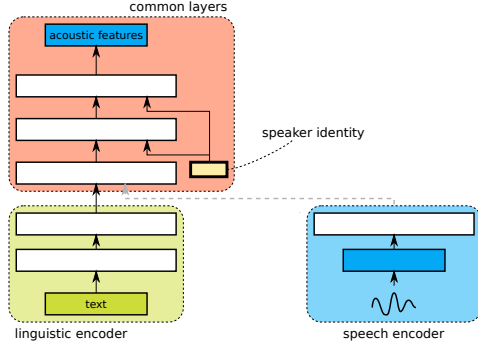 common layers
acoustic features
speaker identity
text
linguistic encoder
speech encoder